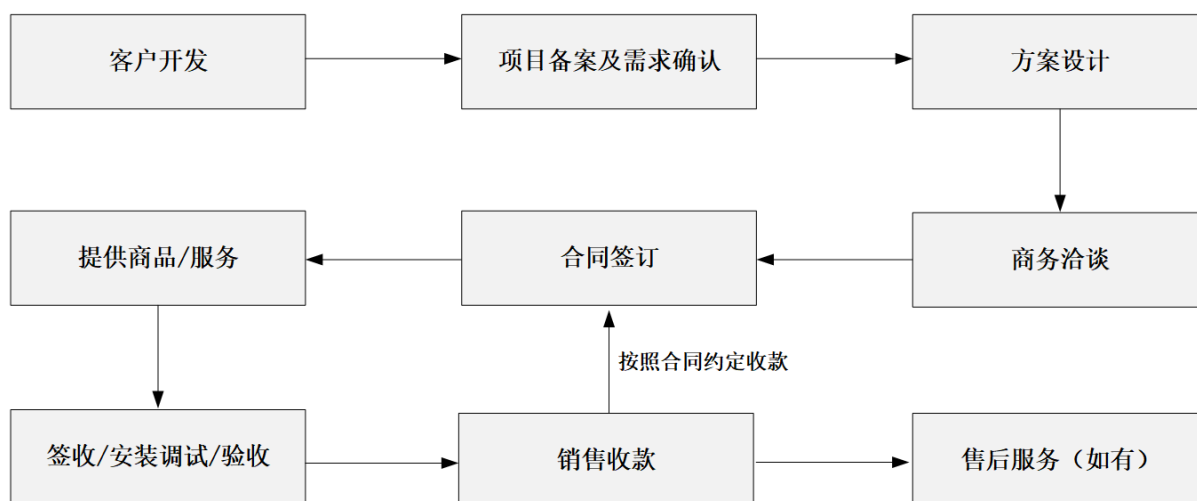 客户开发
项目备案及需求确认
方案设计
提供商品/服务
合同签订
商务洽谈
按照合同约定收款
签收/安装调试/验收
销售收款
售后服务（如有）